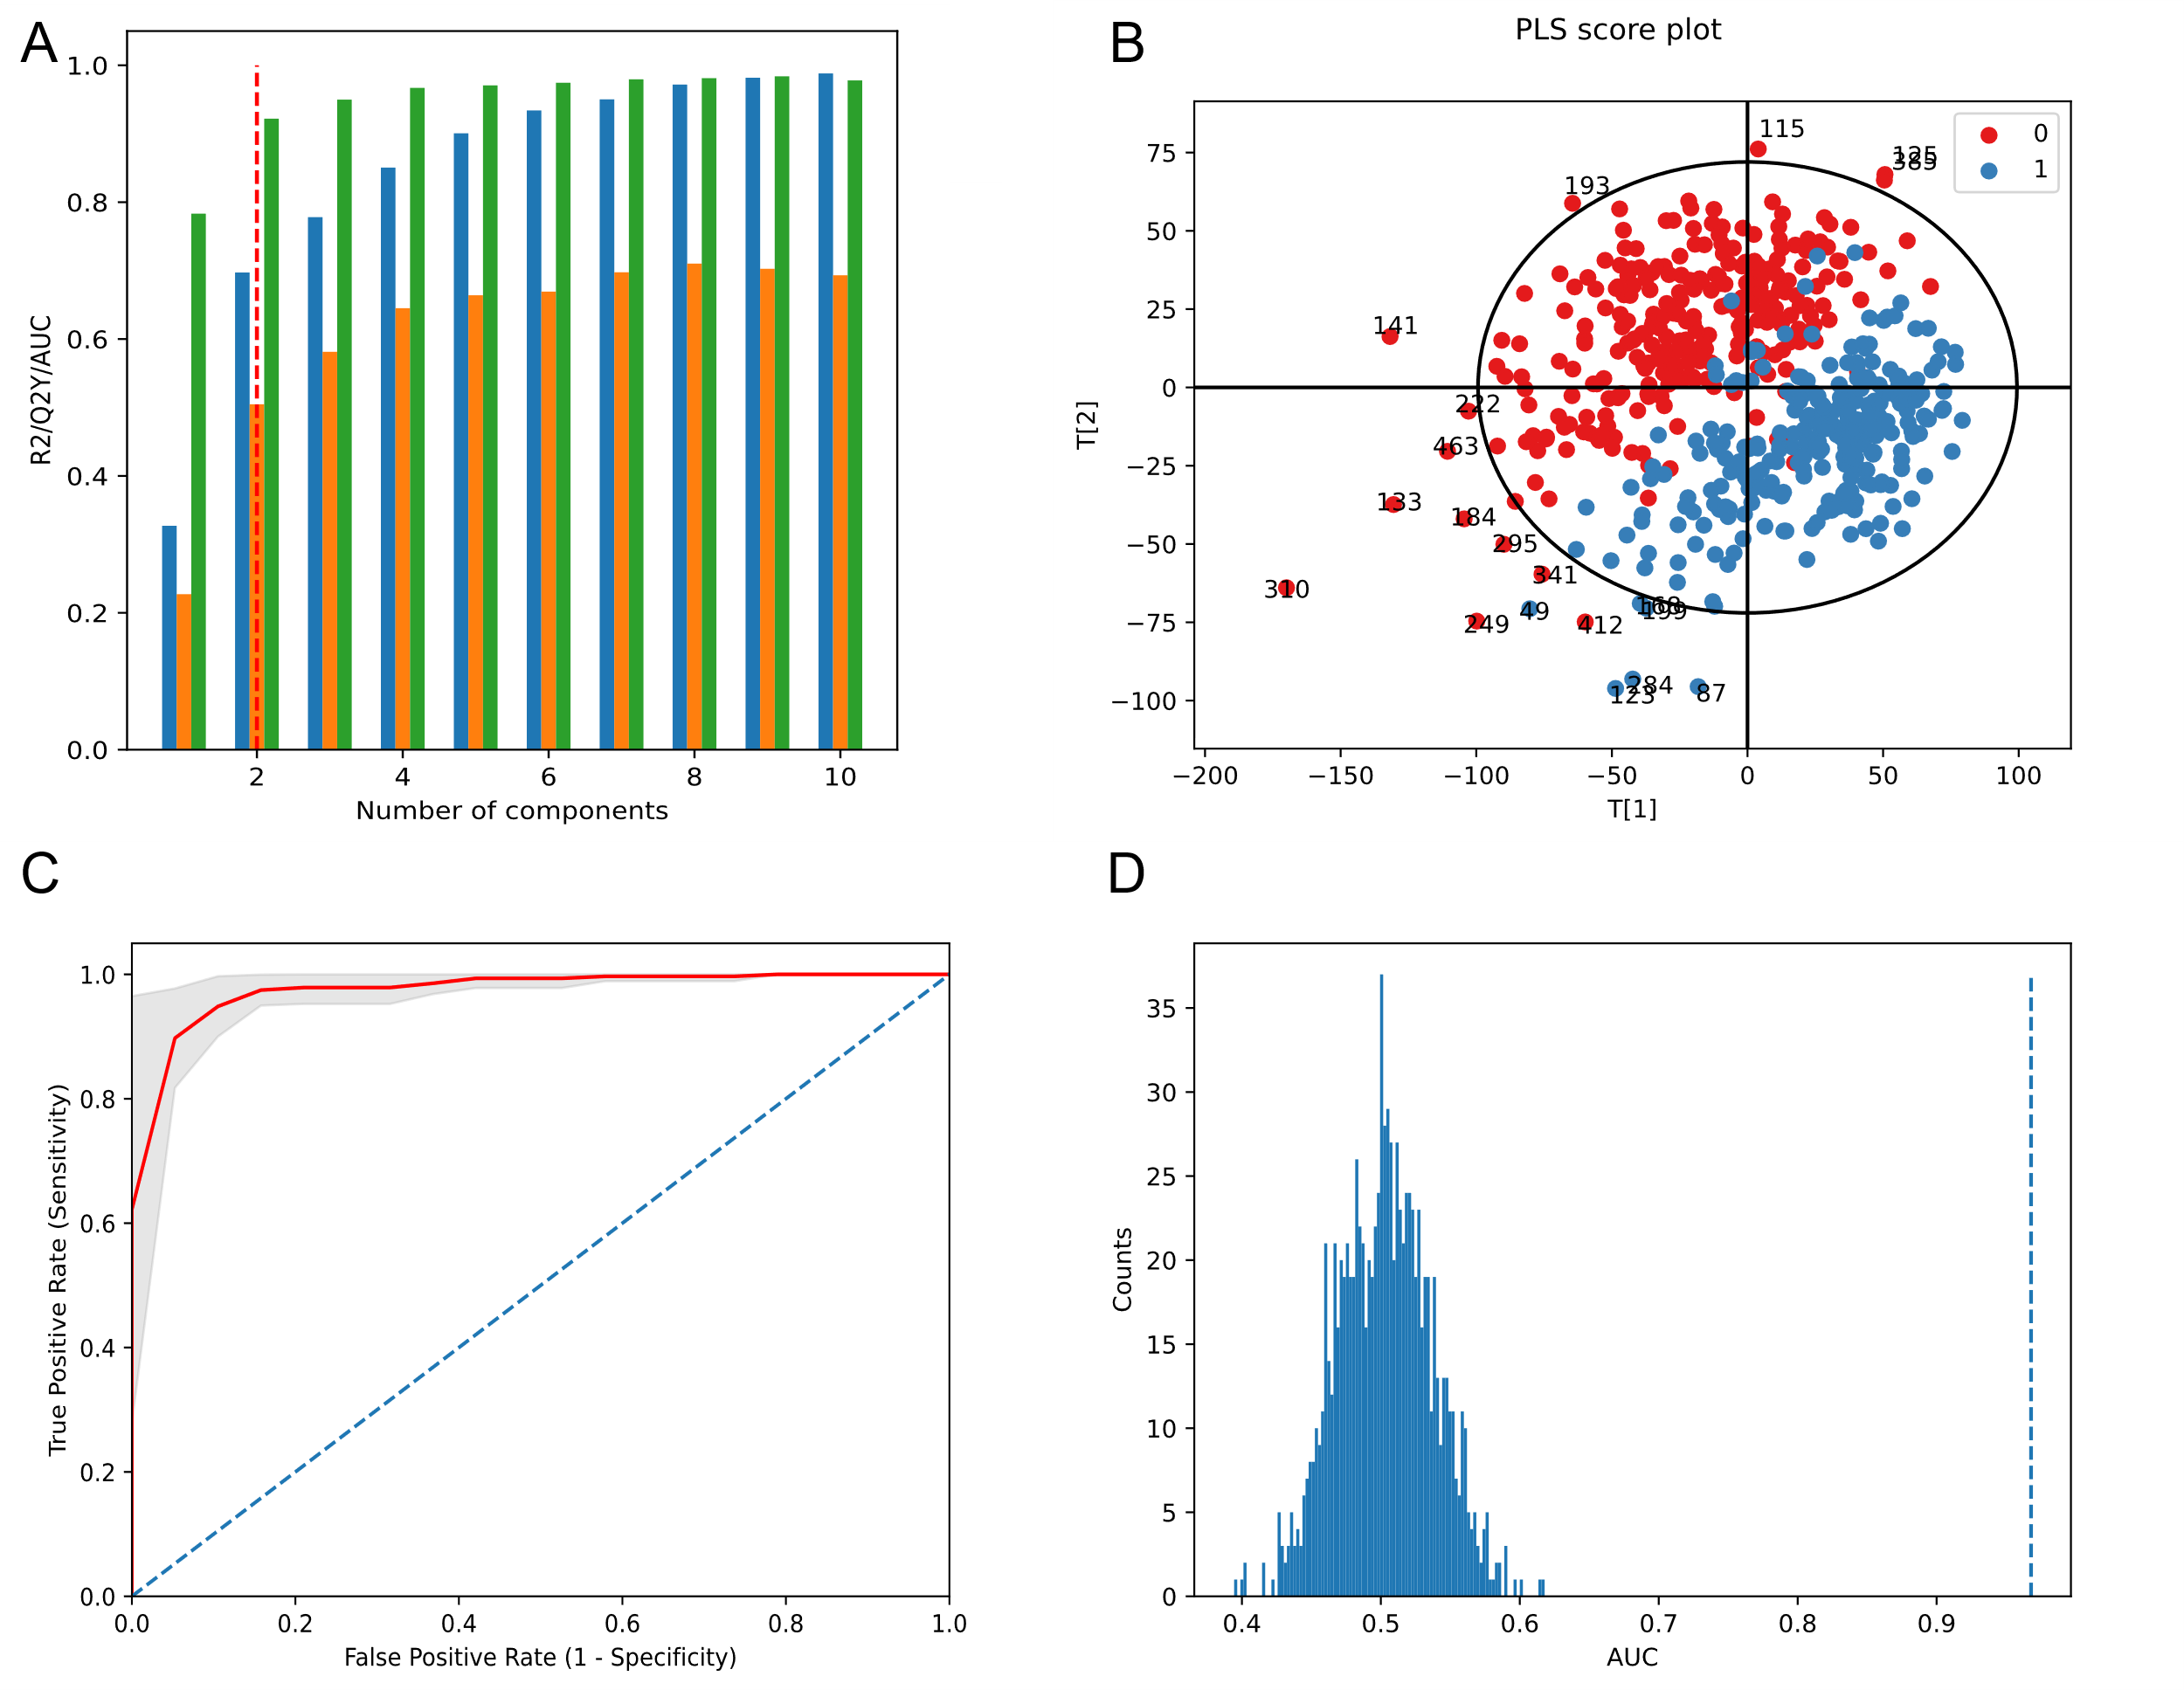 A
R2/Q2Y/AUC
1.0
0.8
0.6
0.4
0.2
0.0
2 4 6 8 10
Number of components
B
PLS score plot
T[2]
75
50
25
0
−25
−50
−75
−100
0
1
115
125
385
193
141
222
463
133
184
295
341
310
249
49
412
168
199
284
123
87
−200 −150 −100 −50 0 50 100
T[1]
C
True Positive Rate (Sensitivity)
1.0
0.8
0.6
0.4
0.2
0.0
0.0 0.2 0.4 0.6 0.8 1.0
False Positive Rate (1 - Specificity)
D
Counts
35
30
25
20
15
10
5
0
0.4 0.5 0.6 0.7 0.8 0.9
AUC